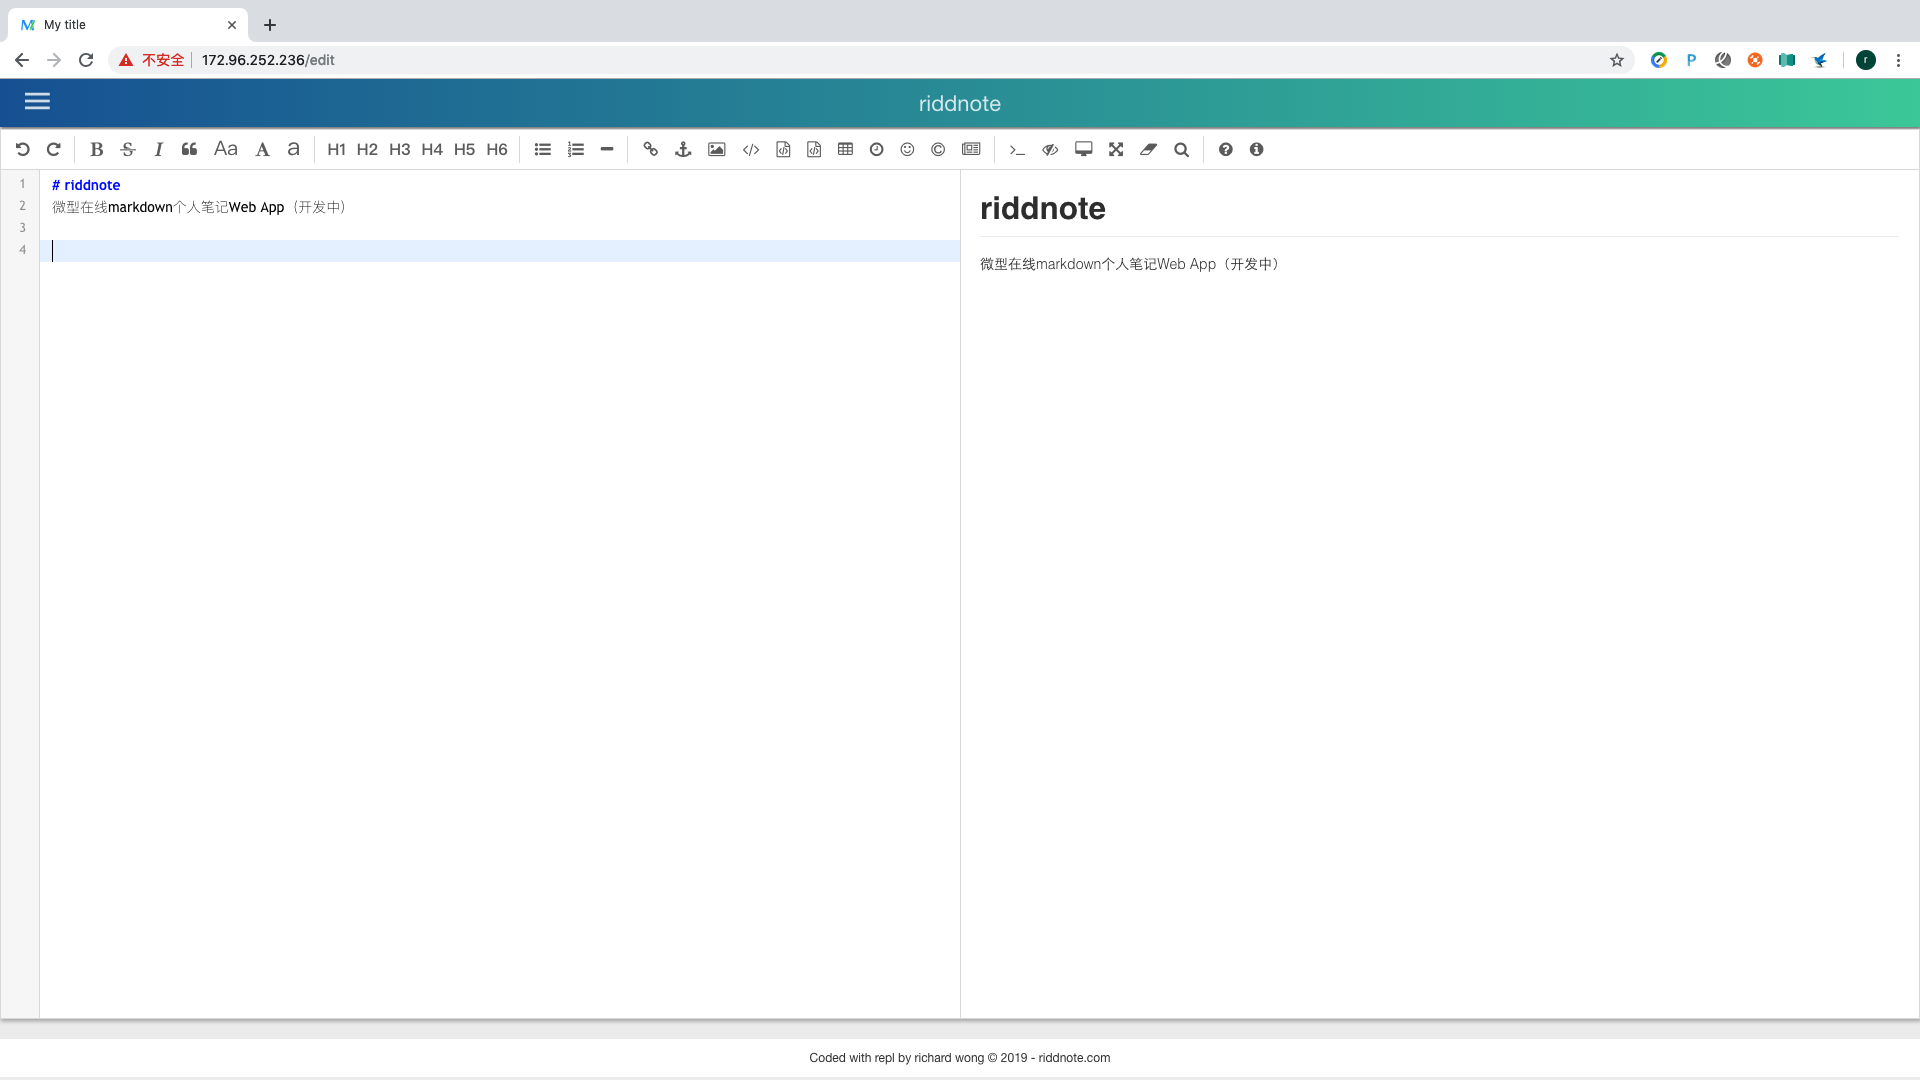 My title
不安全 172.96.252.236/edit
r
riddnote
B S I Aa A a H1 H2 H3 H4 H5 H6
1 # riddnote
2 微型在线markdown个人笔记Web App（开发中）
3
4
riddnote
微型在线markdown个人笔记Web App（开发中）
Coded with repl by richard wong © 2019 - riddnote.com